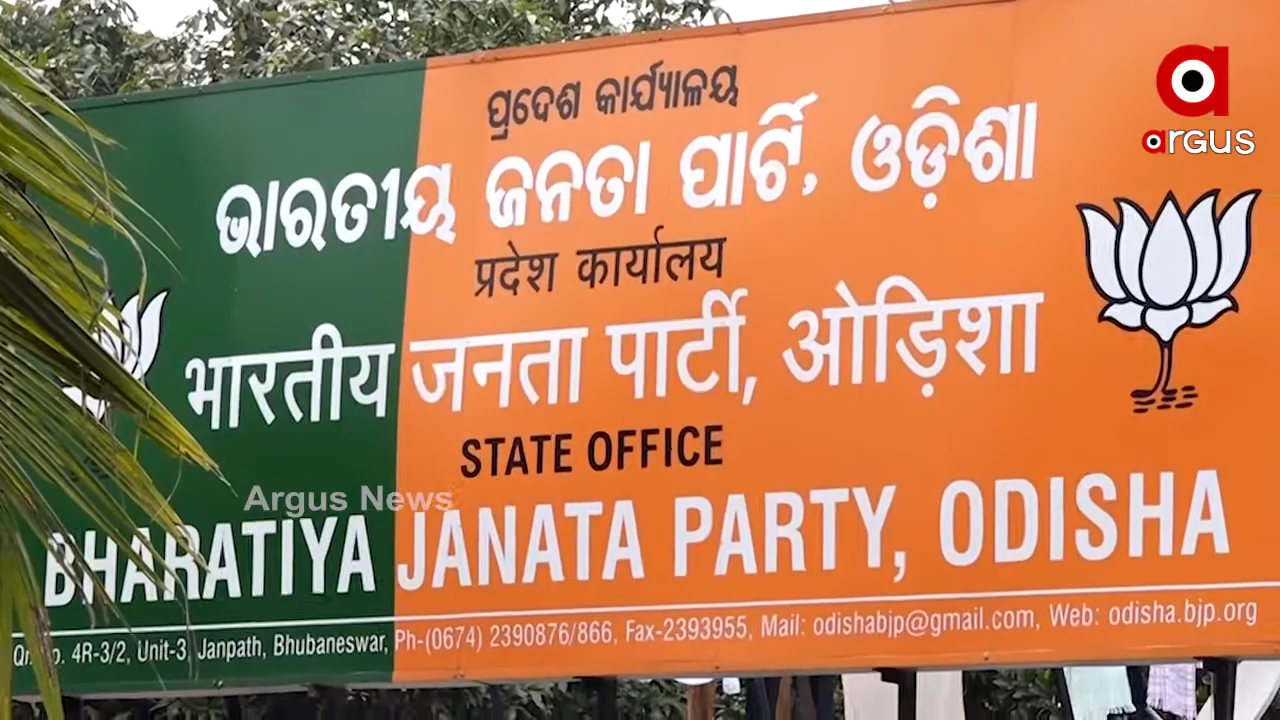 ପ୍ରଦେଶ କାର୍ଯ୍ୟାଳୟ
ଭାରତୀୟ ଜନତା ପାର୍ଟି, ଓଡ଼ିଶା
प्रदेश कार्यालय
भारतीय जनता पार्टी, ओड़िशा
STATE OFFICE
BHARATIYA JANATA PARTY, ODISHA
4R-3/2, Unit-3, Janpath, Bhubaneswar, Ph-(0674) 2390876/866, Fax-2393955, Mail: odishabjp@gmail.com, Web: odisha.bjp.org
argus
Argus News